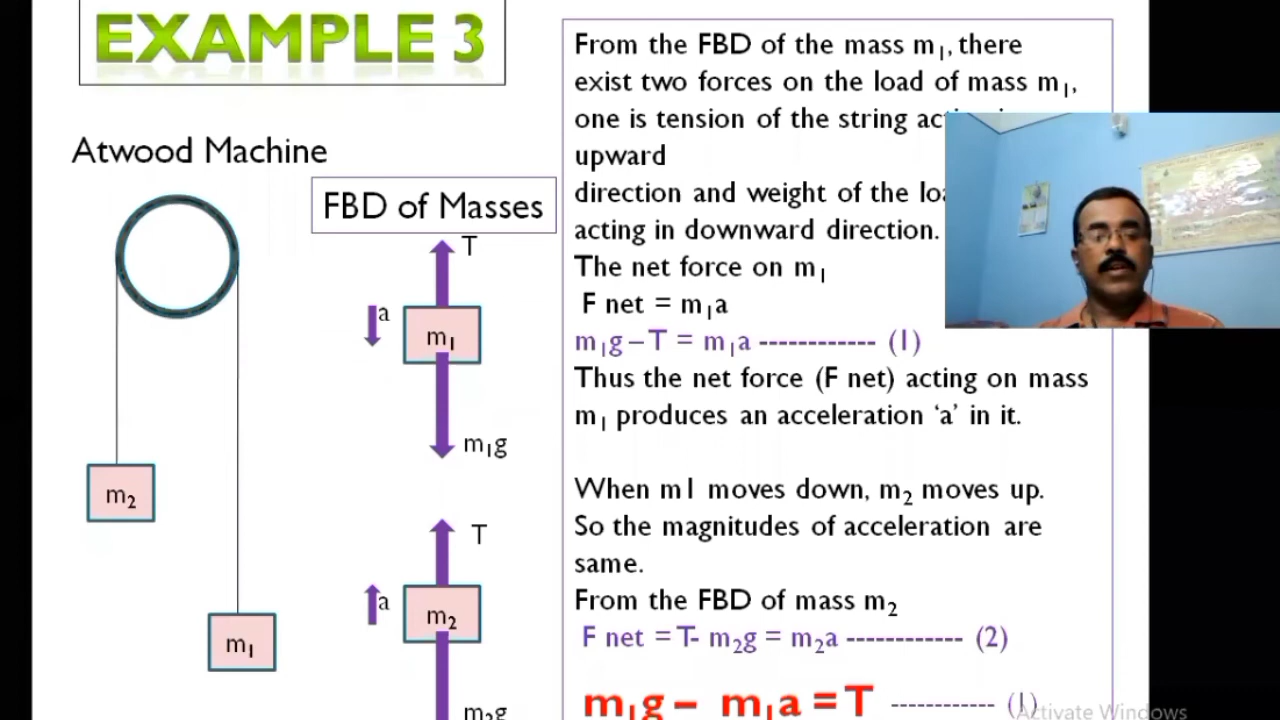 EXAMPLE 3
Atwood Machine
FBD of Masses
T
a
m₁
m₁g
T
a
m₂
m₂g
m₂
m₁
From the FBD of the mass m₁, there
exist two forces on the load of mass m₁,
one is tension of the string
upward
direction and weight of the
acting in downward direction.
The net force on m₁
F net = m₁a
m₁g – T = m₁a ------------ (1)
Thus the net force (F net) acting on mass
m₁ produces an acceleration ‘a’ in it.
When m1 moves down, m₂ moves up.
So the magnitudes of acceleration are
same.
From the FBD of mass m₂
F net = T- m₂g = m₂a ------------ (2)
m₁g – m₁a = T ----------- (1)
Activate Windows